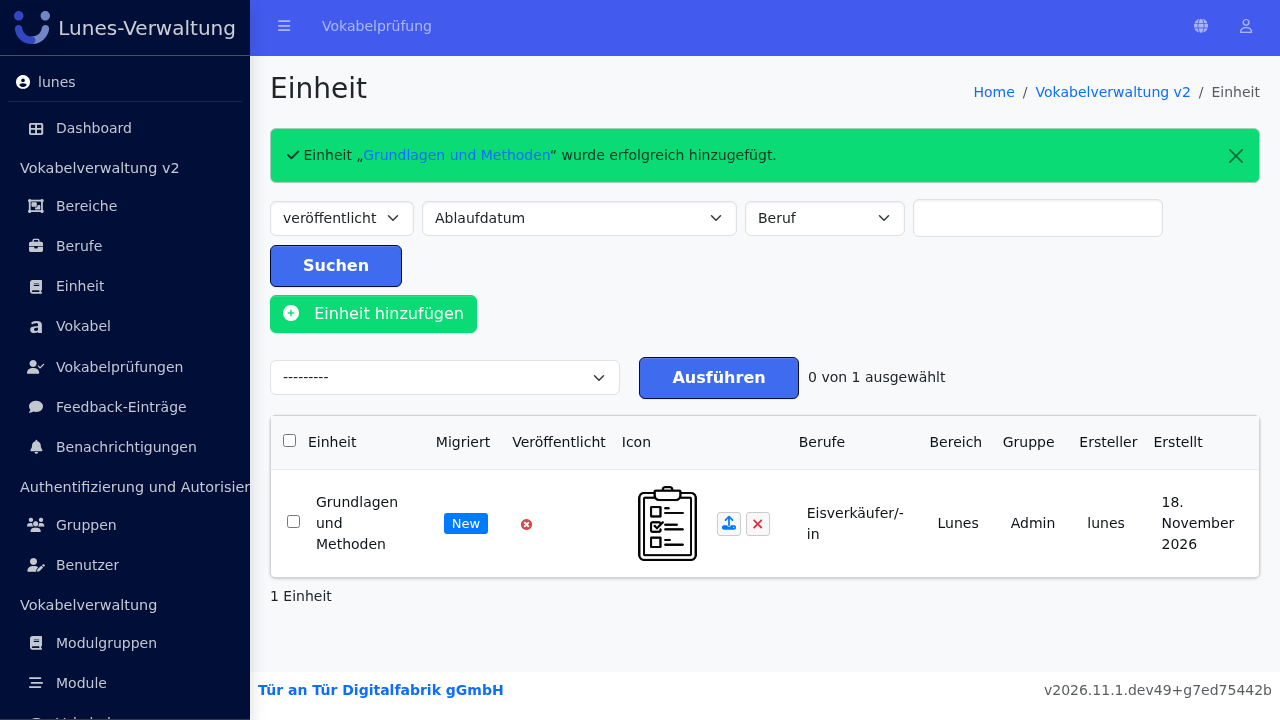 Lunes-Verwaltung
Vokabelprüfung
lunes
Dashboard
Vokabelverwaltung v2
Bereiche
Berufe
Einheit
Vokabel
Vokabelprüfungen
Feedback-Einträge
Benachrichtigungen
Authentifizierung und Autorisier
Gruppen
Benutzer
Vokabelverwaltung
Modulgruppen
Module
Einheit
Home / Vokabelverwaltung v2 / Einheit
Einheit „Grundlagen und Methoden“ wurde erfolgreich hinzugefügt.
veröffentlicht Ablaufdatum Beruf
Suchen
Einheit hinzufügen
--------- Ausführen 0 von 1 ausgewählt
Einheit Migriert Veröffentlicht Icon Berufe Bereich Gruppe Ersteller Erstellt
Grundlagen
und
Methoden
New
Eisverkäufer/-
in
Lunes
Admin
lunes
18.
November
2026
1 Einheit
Tür an Tür Digitalfabrik gGmbH
v2026.11.1.dev49+g7ed75442b